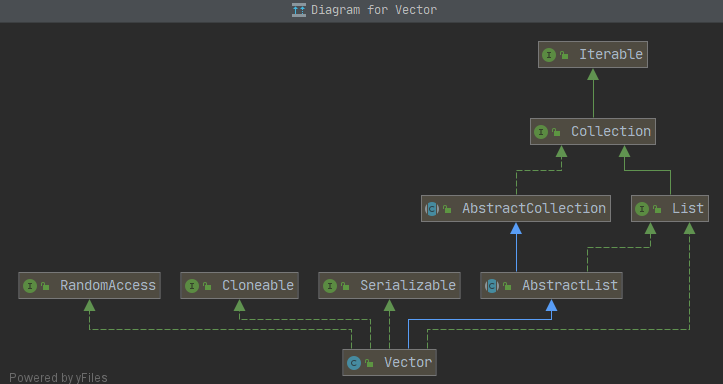 Diagram for Vector
I Iterable
I Collection
C AbstractCollection
I List
I RandomAccess
I Cloneable
I Serializable
C AbstractList
C Vector
Powered by yFiles